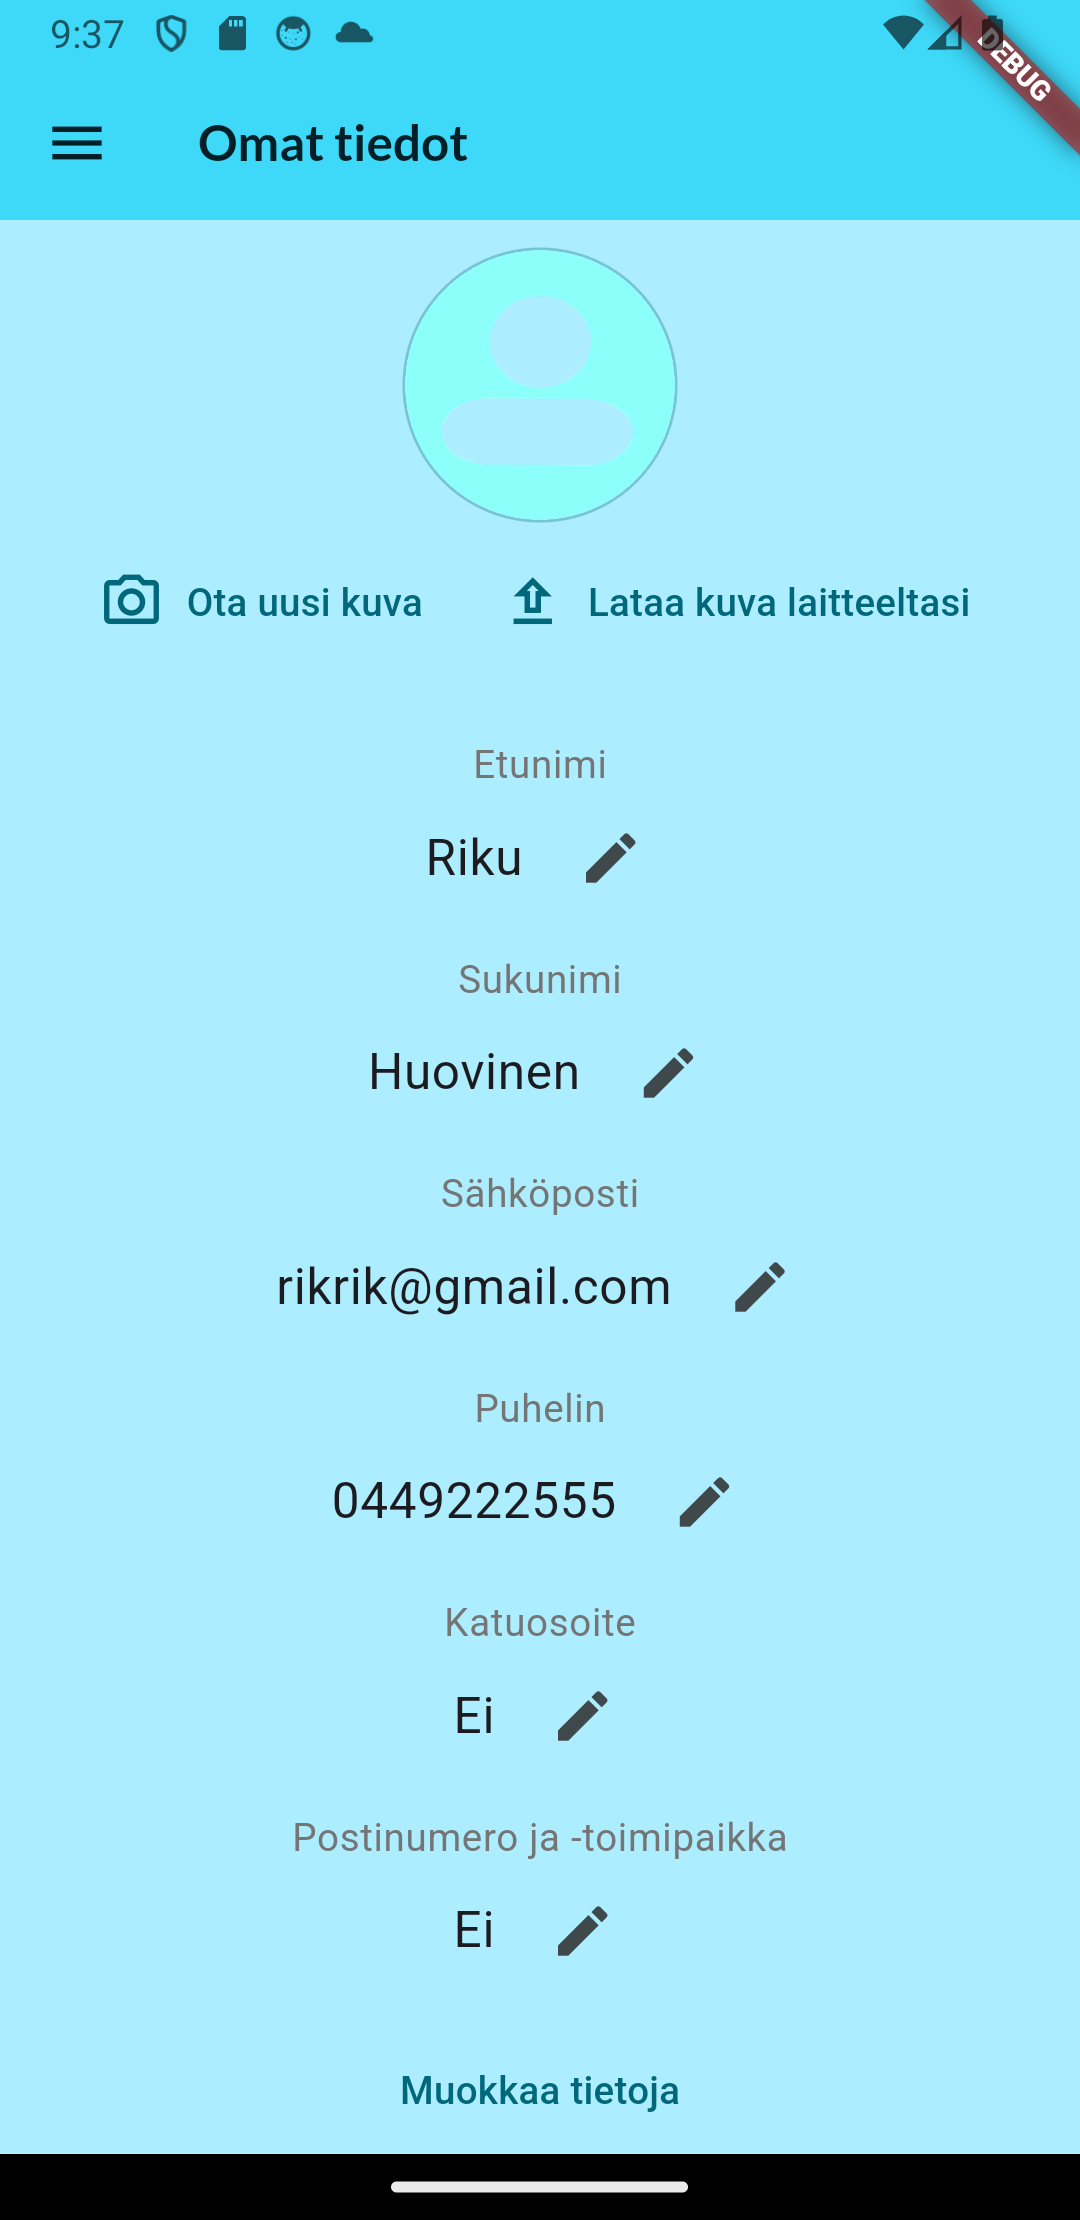 9:37
DEBUG
Omat tiedot
Ota uusi kuva
Lataa kuva laitteeltasi
Etunimi
Riku
Sukunimi
Huovinen
Sähköposti
rikrik@gmail.com
Puhelin
0449222555
Katuosoite
Ei
Postinumero ja -toimipaikka
Ei
Muokkaa tietoja